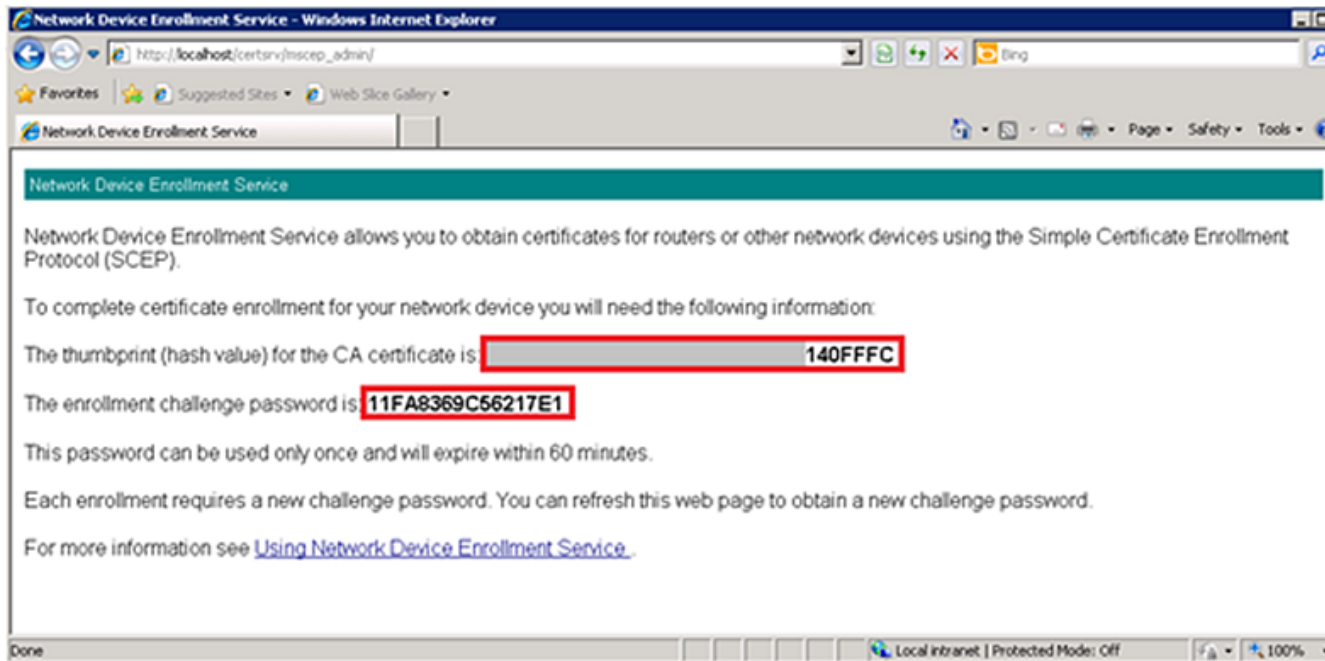 Network Device Enrollment Service - Windows Internet Explorer
http://localhost/certsrv/mscep_admin/
Bing
Favorites
Suggested Sites
Web Slice Gallery
Network Device Enrollment Service
Page
Safety
Tools
Network Device Enrollment Service
Network Device Enrollment Service allows you to obtain certificates for routers or other network devices using the Simple Certificate Enrollment
Protocol (SCEP).
To complete certificate enrollment for your network device you will need the following information:
The thumbprint (hash value) for the CA certificate is: 140FFFC
The enrollment challenge password is: 11FA8369C56217E1
This password can be used only once and will expire within 60 minutes.
Each enrollment requires a new challenge password. You can refresh this web page to obtain a new challenge password.
For more information see Using Network Device Enrollment Service .
Done
Local intranet | Protected Mode: Off
100%